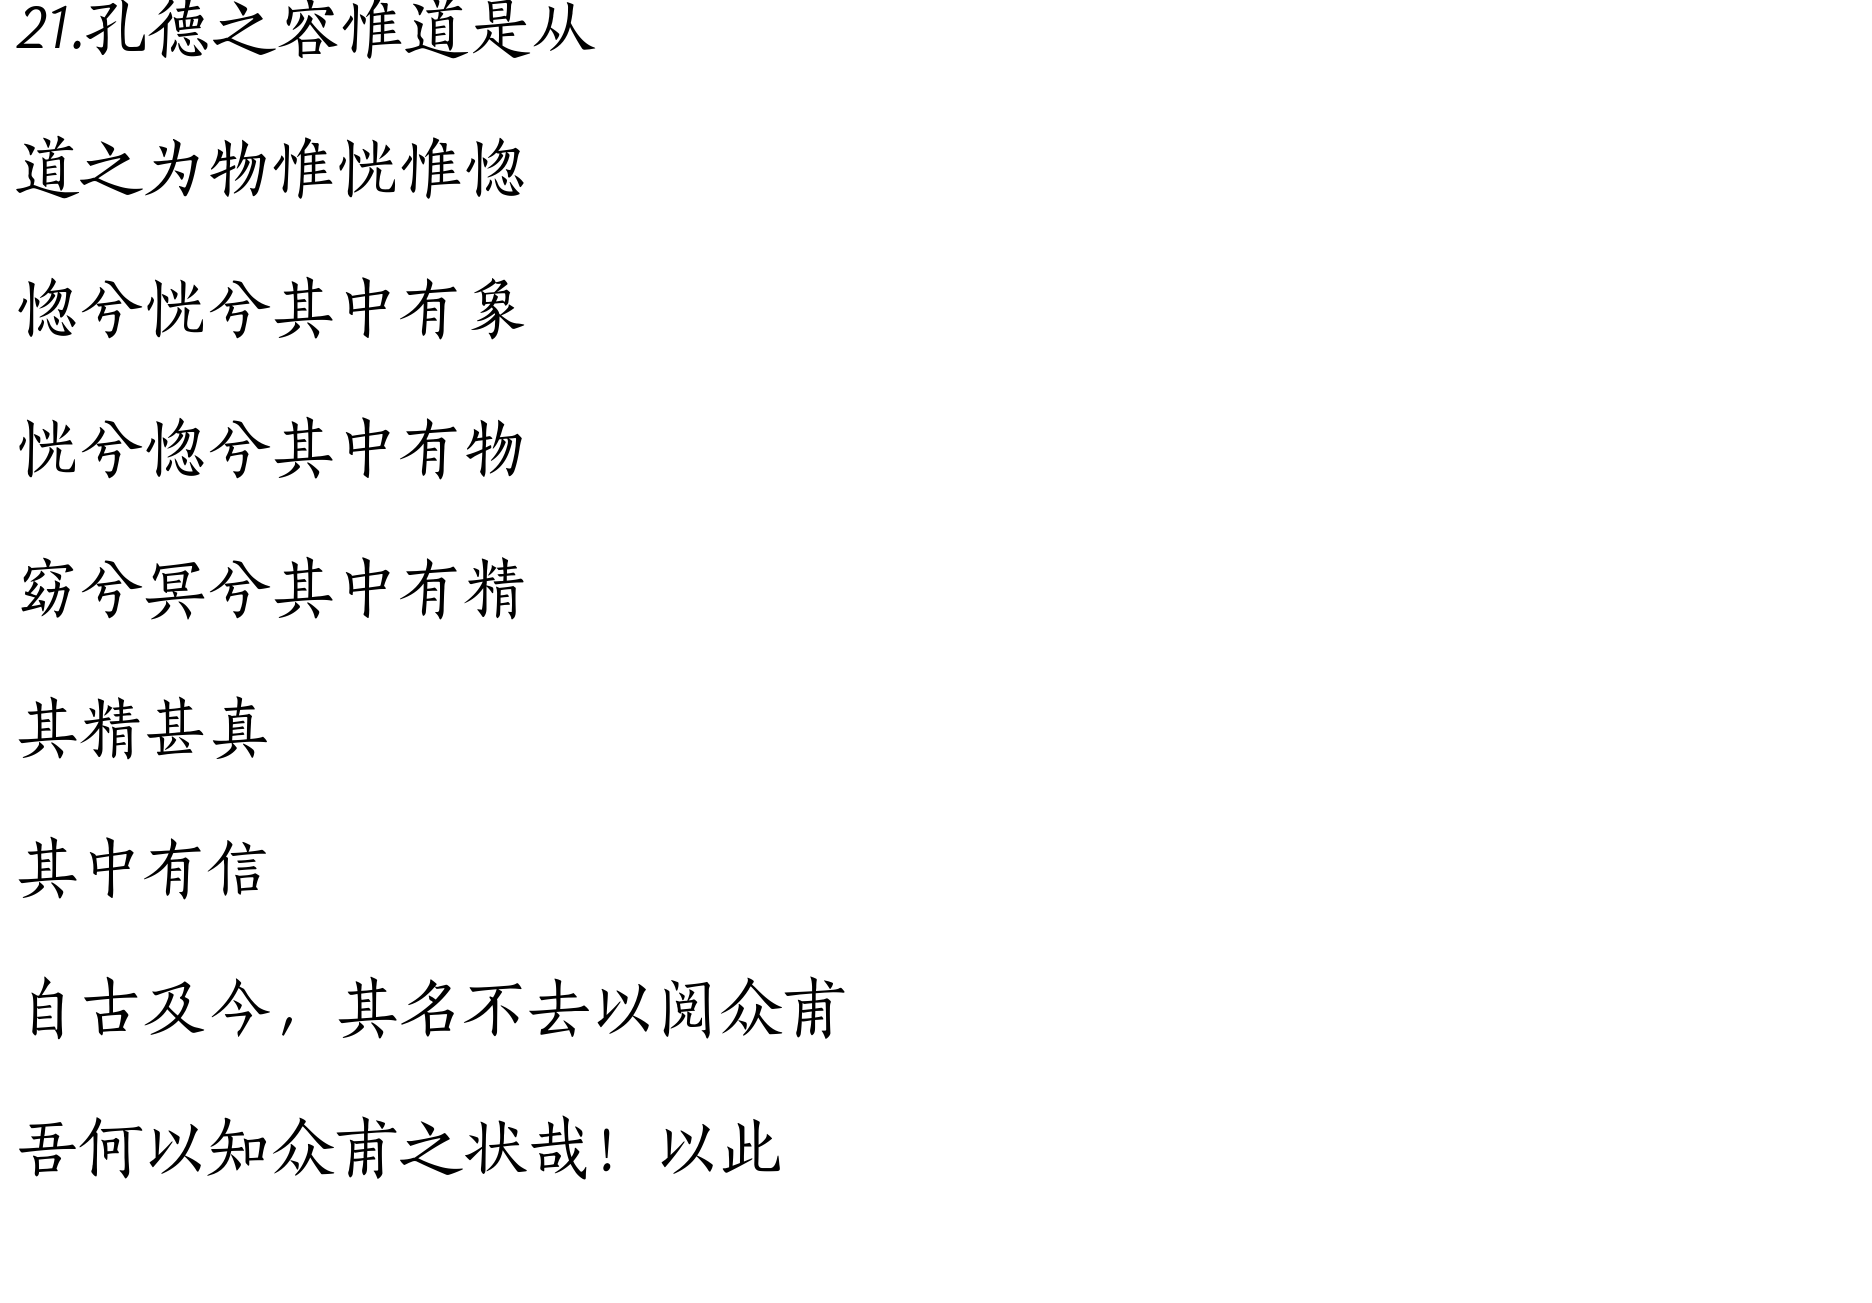 21.孔德之容惟道是从
道之为物惟恍惟惚
惚兮恍兮其中有象
恍兮惚兮其中有物
窈兮冥兮其中有精
其精甚真
其中有信
自古及今，其名不去以阅众甫
吾何以知众甫之状哉！以此